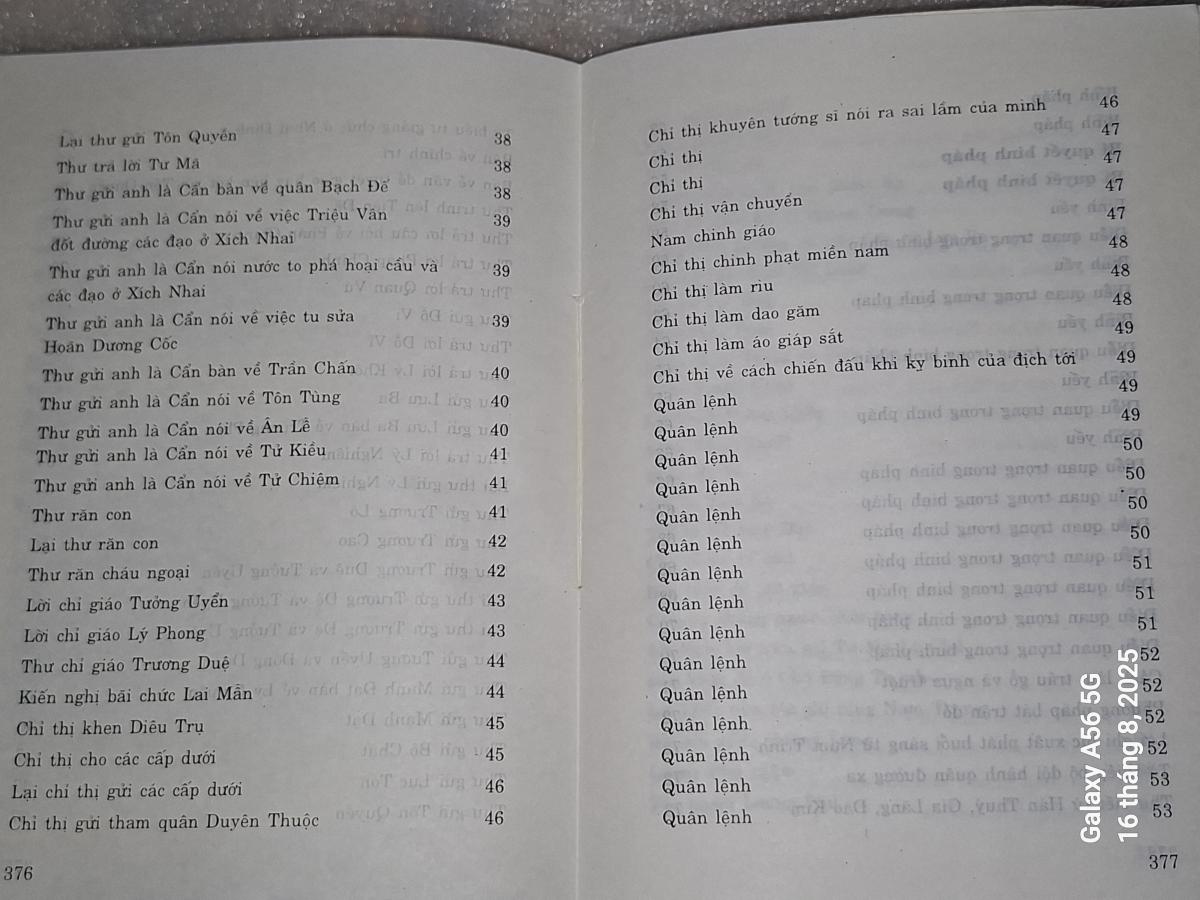 Lại thư gửi Tôn Quyền 38
Thư trả lời Tư Mã 38
Thư gửi anh là Cẩn bàn về quân Bạch Đế 38
Thư gửi anh là Cẩn nói về việc Triệu Vân 39
đốt đường các đạo ở Xích Nhai
Thư gửi anh là Cẩn nói nước to phá hoại cầu và 39
các đạo ở Xích Nhai
Thư gửi anh là Cẩn nói về việc tu sửa 39
Hoãn Dương Cốc
Thư gửi anh là Cẩn bàn về Trần Chấn 40
Thư gửi anh là Cẩn nói về Tôn Tùng 40
Thư gửi anh là Cẩn nói về Ân Lễ 40
Thư gửi anh là Cẩn nói về Tử Kiều 41
Thư gửi anh là Cẩn nói về Tử Chiêm 41
Thư răn con 41
Lại thư răn con 42
Thư răn cháu ngoại 42
Lời chỉ giáo Tưởng Uyển 43
Lời chỉ giáo Lý Phong 43
Thư chỉ giáo Trương Duệ 44
Kiến nghị bãi chức Lai Mẫn 44
Chỉ thị khen Diêu Trụ 45
Chỉ thị cho các cấp dưới 45
Lại chỉ thị gửi các cấp dưới 46
Chỉ thị gửi tham quân Duyên Thuộc 46
376
Chỉ thị khuyên tướng sĩ nói ra sai lầm của mình 46
Chỉ thị 47
Chỉ thị 47
Chỉ thị vận chuyển 47
Nam chinh giáo 47
Chỉ thị chinh phạt miền nam 48
Chỉ thị làm rìu 48
Chỉ thị làm dao găm 48
Chỉ thị làm áo giáp sắt 49
Chỉ thị về cách chiến đấu khi kỵ binh của địch tới 49
Quân lệnh 49
Quân lệnh 49
Quân lệnh 50
Quân lệnh 50
Quân lệnh 50
Quân lệnh 50
Quân lệnh 51
Quân lệnh 51
Quân lệnh 51
Quân lệnh 52
Quân lệnh 52
Quân lệnh 52
Quân lệnh 52
Quân lệnh 53
Quân lệnh 53
377
Galaxy A56 5G
16 tháng 8, 2025